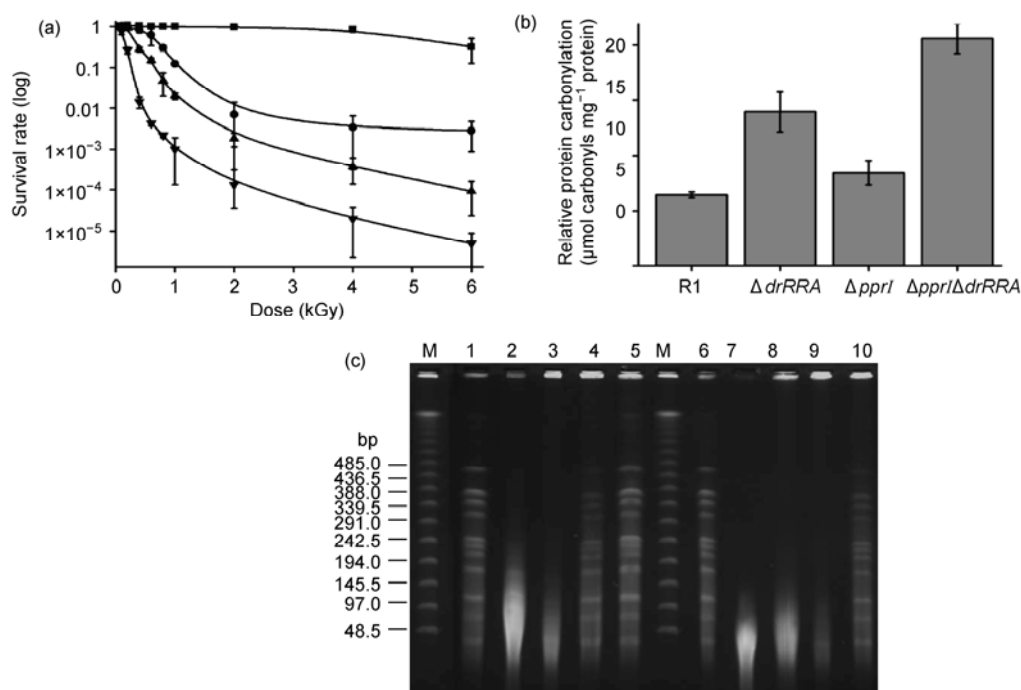 (a)
Survival rate (log)
1
0.1
0.01
1×10⁻³
1×10⁻⁴
1×10⁻⁵
0
1
2
3
4
5
6
Dose (kGy)
(b)
Relative protein carbonylation
(μmol carbonyls mg⁻¹ protein)
20
15
10
5
0
R1
ΔdrRRA
ΔpprI
ΔpprIΔdrRRA
(c)
M 1 2 3 4 5 M 6 7 8 9 10
bp
485.0
436.5
388.0
339.5
291.0
242.5
194.0
145.5
97.0
48.5